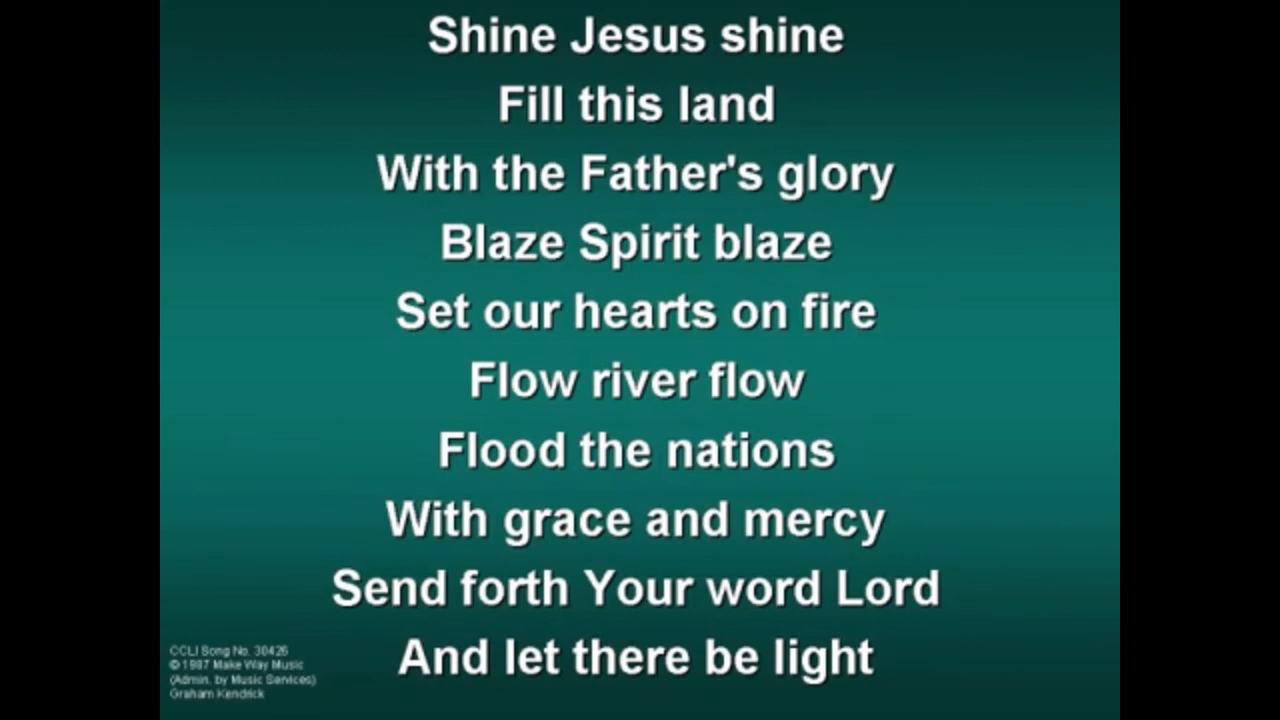 Shine Jesus shine
Fill this land
With the Father's glory
Blaze Spirit blaze
Set our hearts on fire
Flow river flow
Flood the nations
With grace and mercy
Send forth Your word Lord
And let there be light
CCLI Song No. 30426
© 1987 Make Way Music
(Admin. by Music Services)
Graham Kendrick